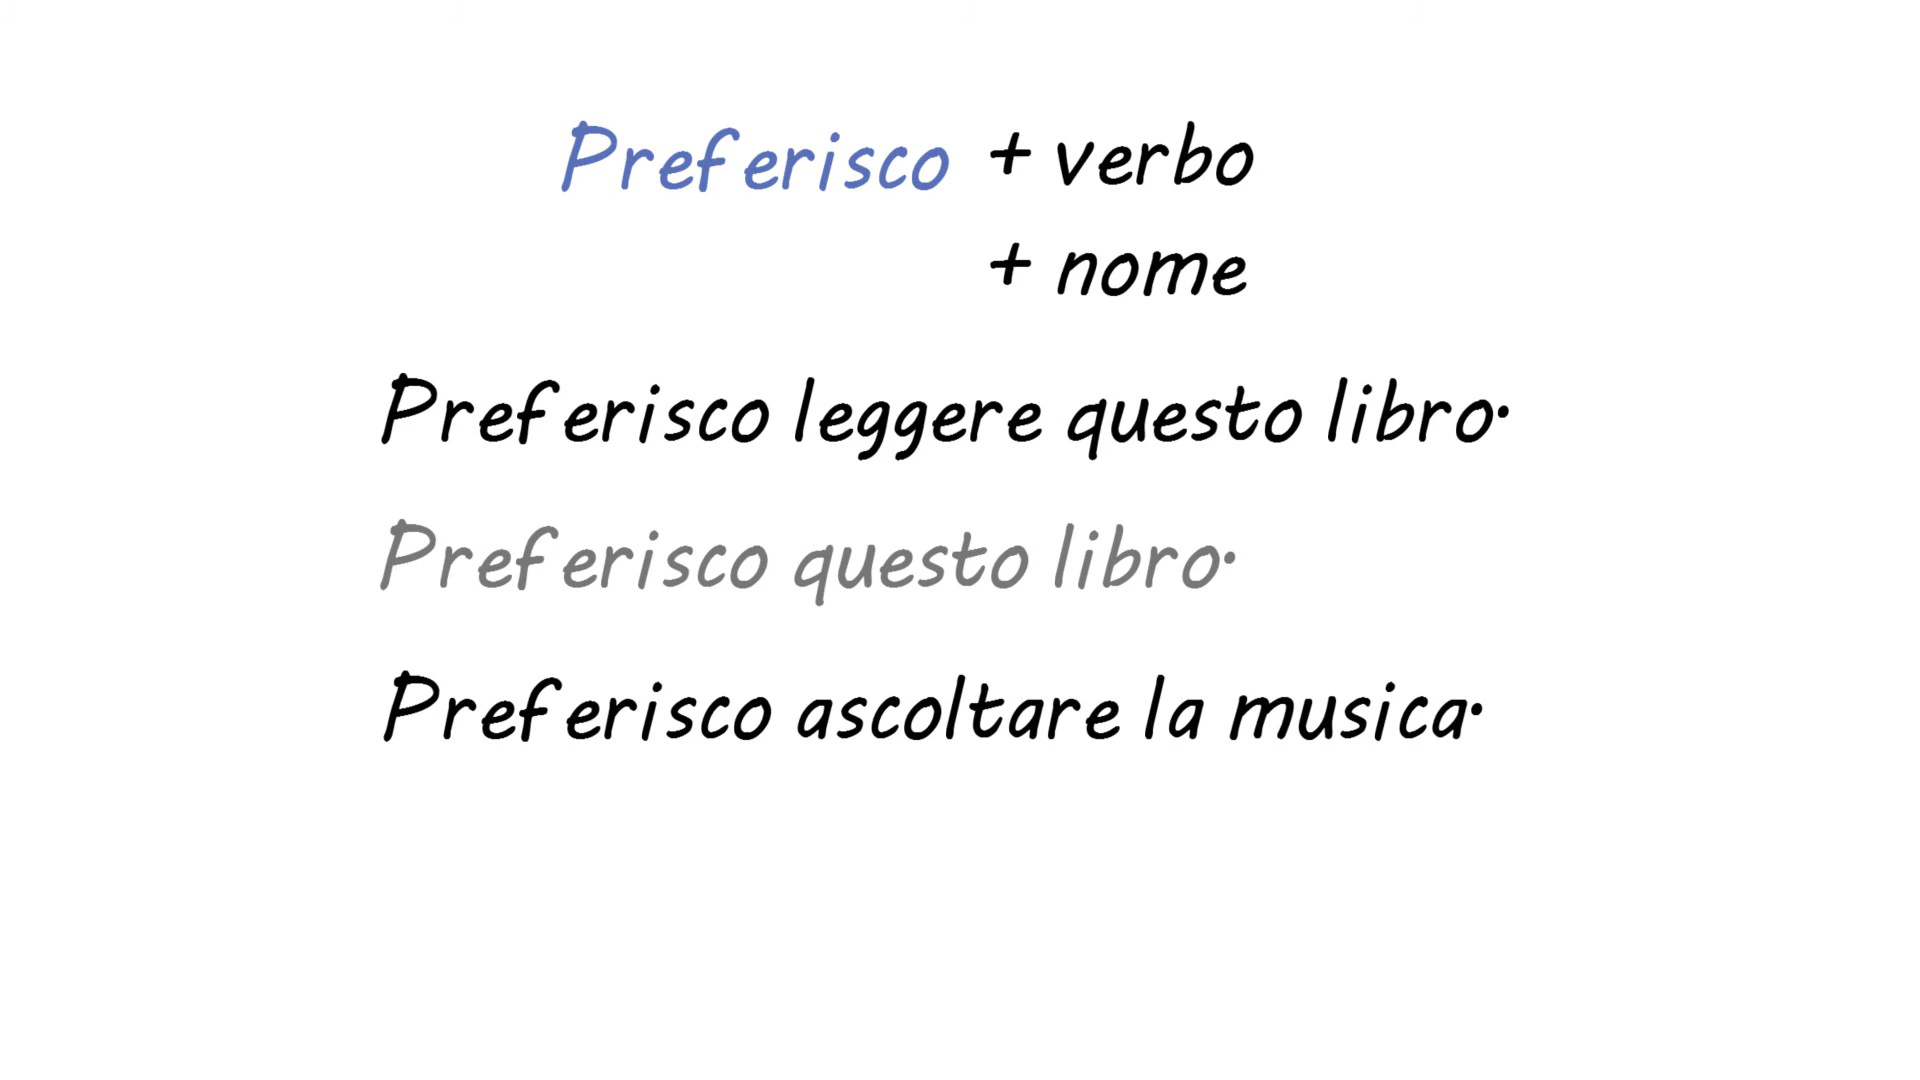 Preferisco + verbo
+ nome
Preferisco leggere questo libro.
Preferisco questo libro.
Preferisco ascoltare la musica.